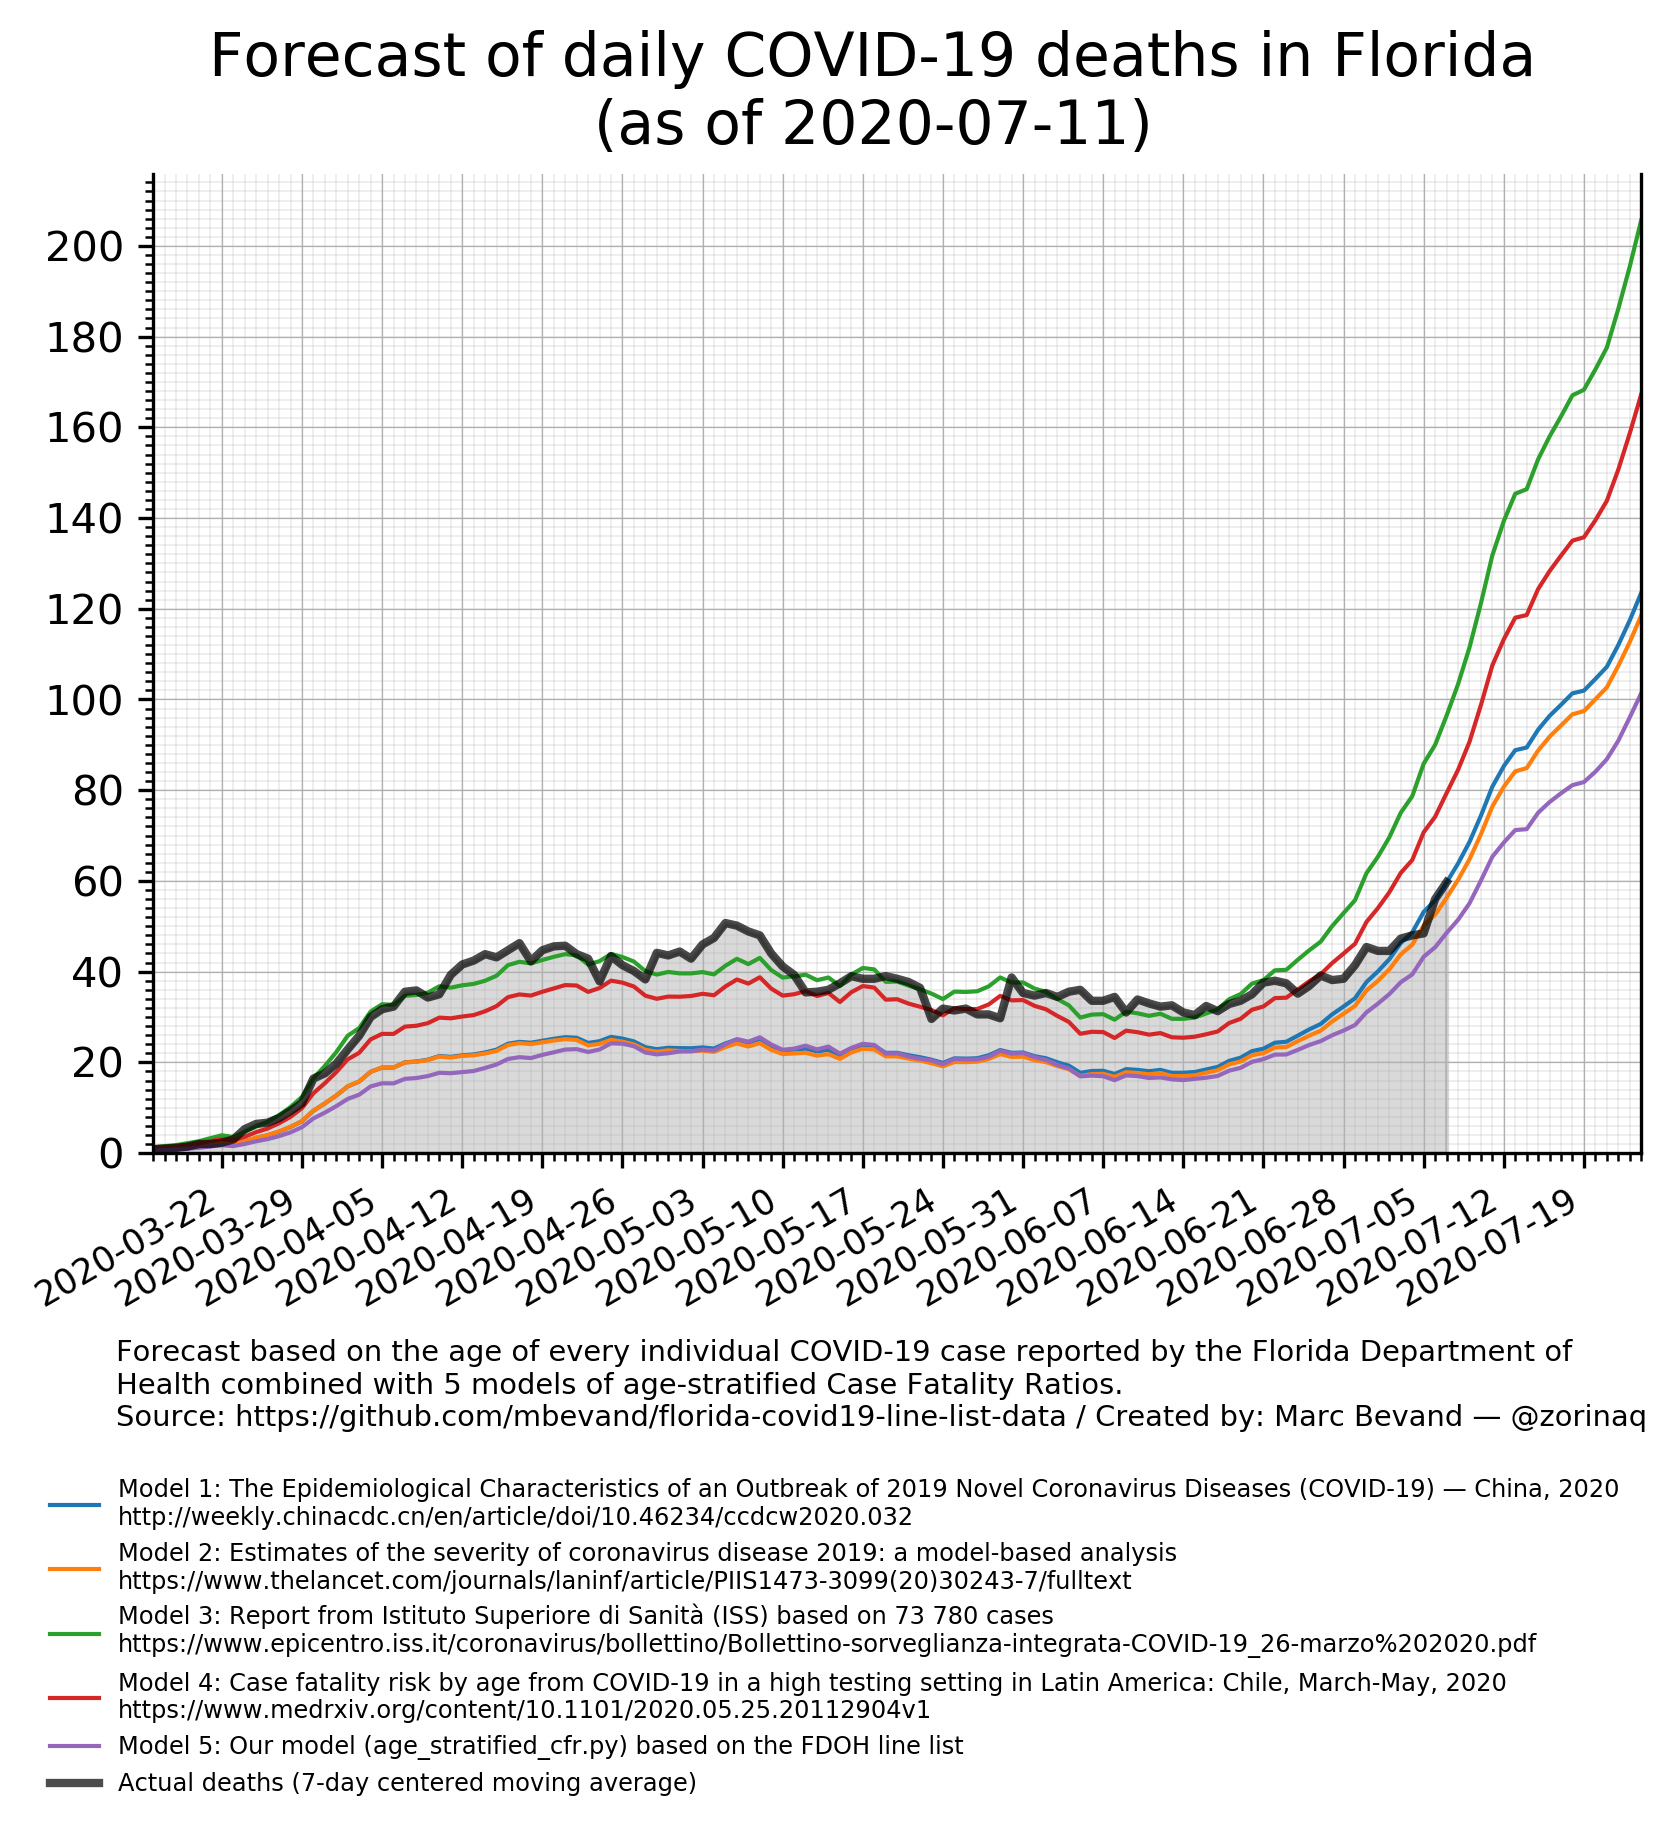 Forecast of daily COVID-19 deaths in Florida
(as of 2020-07-11)
200
180
160
140
120
100
80
60
40
20
0
2020-03-22
2020-03-29
2020-04-05
2020-04-12
2020-04-19
2020-04-26
2020-05-03
2020-05-10
2020-05-17
2020-05-24
2020-05-31
2020-06-07
2020-06-14
2020-06-21
2020-06-28
2020-07-05
2020-07-12
2020-07-19
Forecast based on the age of every individual COVID-19 case reported by the Florida Department of
Health combined with 5 models of age-stratified Case Fatality Ratios.
Source: https://github.com/mbevand/florida-covid19-line-list-data / Created by: Marc Bevand — @zorinaq
Model 1: The Epidemiological Characteristics of an Outbreak of 2019 Novel Coronavirus Diseases (COVID-19) — China, 2020
http://weekly.chinacdc.cn/en/article/doi/10.46234/ccdcw2020.032
Model 2: Estimates of the severity of coronavirus disease 2019: a model-based analysis
https://www.thelancet.com/journals/laninf/article/PIIS1473-3099(20)30243-7/fulltext
Model 3: Report from Istituto Superiore di Sanità (ISS) based on 73 780 cases
https://www.epicentro.iss.it/coronavirus/bollettino/Bollettino-sorveglianza-integrata-COVID-19_26-marzo%202020.pdf
Model 4: Case fatality risk by age from COVID-19 in a high testing setting in Latin America: Chile, March-May, 2020
https://www.medrxiv.org/content/10.1101/2020.05.25.20112904v1
Model 5: Our model (age_stratified_cfr.py) based on the FDOH line list
Actual deaths (7-day centered moving average)